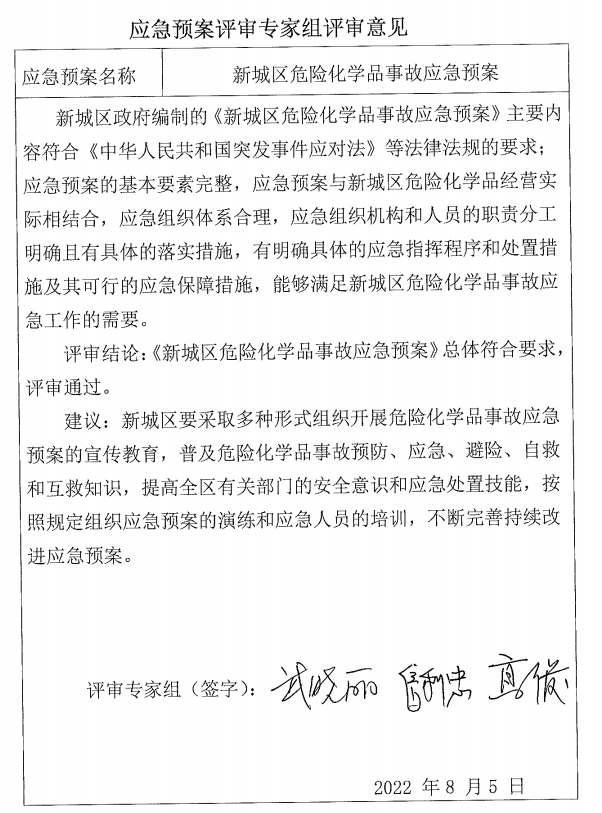 应急预案评审专家组评审意见
应急预案名称 新城区危险化学品事故应急预案
新城区政府编制的《新城区危险化学品事故应急预案》主要内
容符合《中华人民共和国突发事件应对法》等法律法规的要求；
应急预案的基本要素完整，应急预案与新城区危险化学品经营实
际相结合，应急组织体系合理，应急组织机构和人员的职责分工
明确且有具体的落实措施，有明确具体的应急指挥程序和处置措
施及其可行的应急保障措施，能够满足新城区危险化学品事故应
急工作的需要。
评审结论：《新城区危险化学品事故应急预案》总体符合要求，
评审通过。
建议：新城区要采取多种形式组织开展危险化学品事故应急
预案的宣传教育，普及危险化学品事故预防、应急、避险、自救
和互救知识，提高全区有关部门的安全意识和应急处置技能，按
照规定组织应急预案的演练和应急人员的培训，不断完善持续改
进应急预案。
评审专家组（签字）： 武晓丽 利忠 高俊
2022 年 8 月 5 日